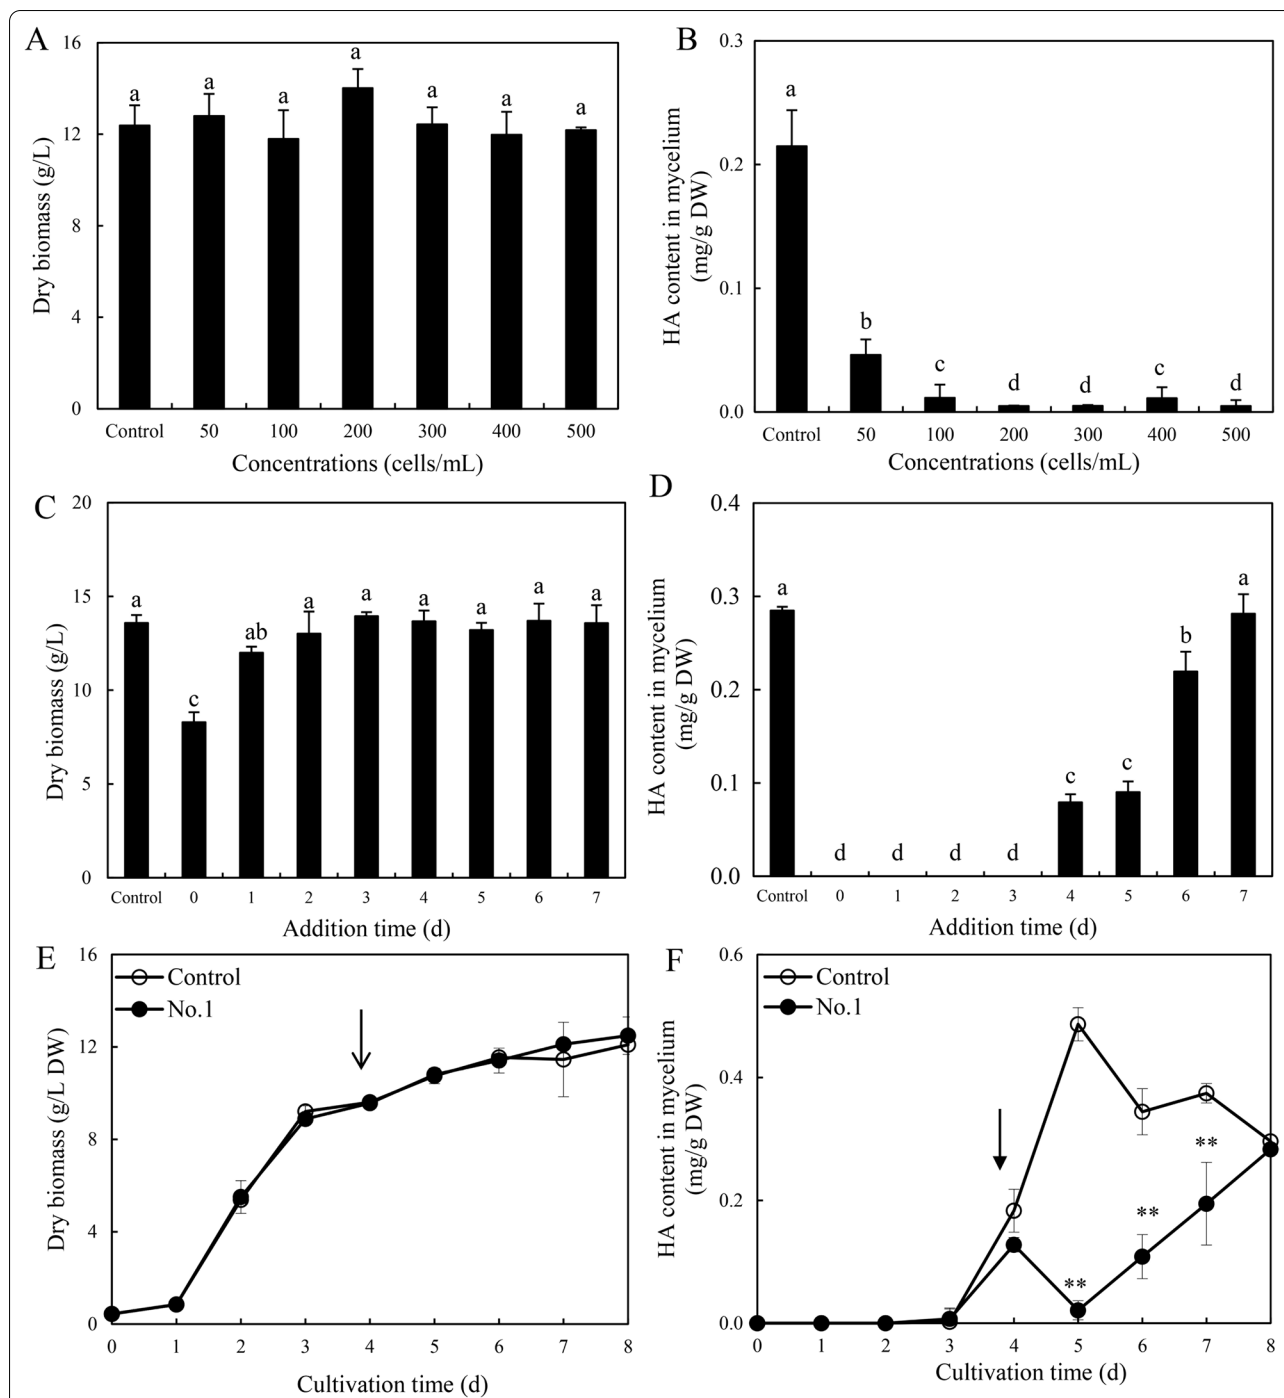 A
16
12
8
4
0
Dry biomass (g/L)
a a a a a a a
Control 50 100 200 300 400 500
Concentrations (cells/mL)
B
0.3
0.2
0.1
0.0
HA content in mycelium
(mg/g DW)
a b c d d c d
Control 50 100 200 300 400 500
Concentrations (cells/mL)
C
20
15
10
5
0
Dry biomass (g/L)
a c ab a a a a a a
Control 0 1 2 3 4 5 6 7
Addition time (d)
D
0.4
0.3
0.2
0.1
0.0
HA content in mycelium
(mg/g DW)
a d d d d c c b a
Control 0 1 2 3 4 5 6 7
Addition time (d)
E
16
12
8
4
0
Dry biomass (g/L DW)
Control
No.1
0 1 2 3 4 5 6 7 8
Cultivation time (d)
F
0.6
0.4
0.2
0.0
HA content in mycelium
(mg/g DW)
Control
No.1
** ** **
0 1 2 3 4 5 6 7 8
Cultivation time (d)